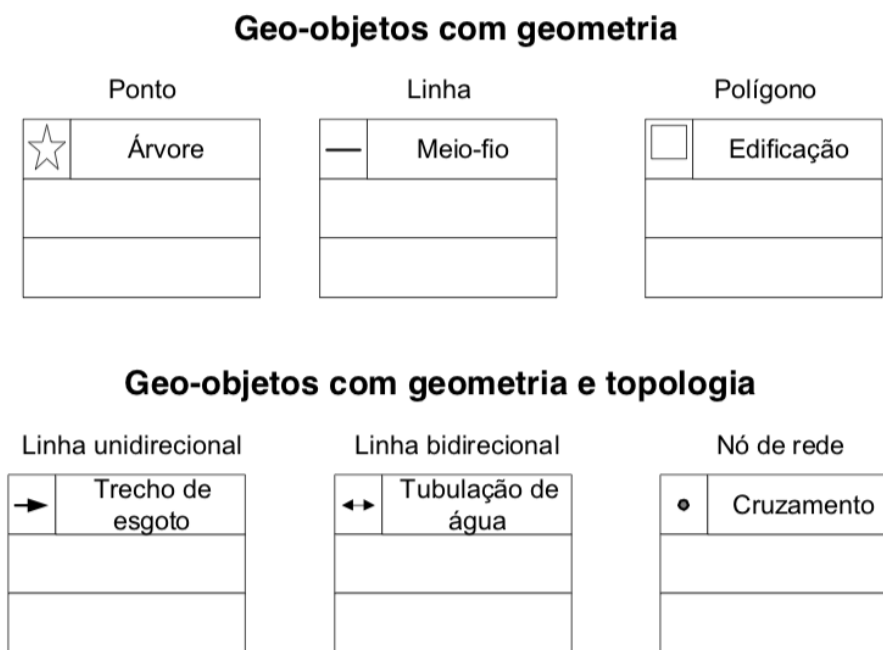 Geo-objetos com geometria
Ponto
Linha
Polígono
Árvore
Meio-fio
Edificação
Geo-objetos com geometria e topologia
Linha unidirecional
Linha bidirecional
Nó de rede
Trecho de
esgoto
Tubulação de
água
Cruzamento